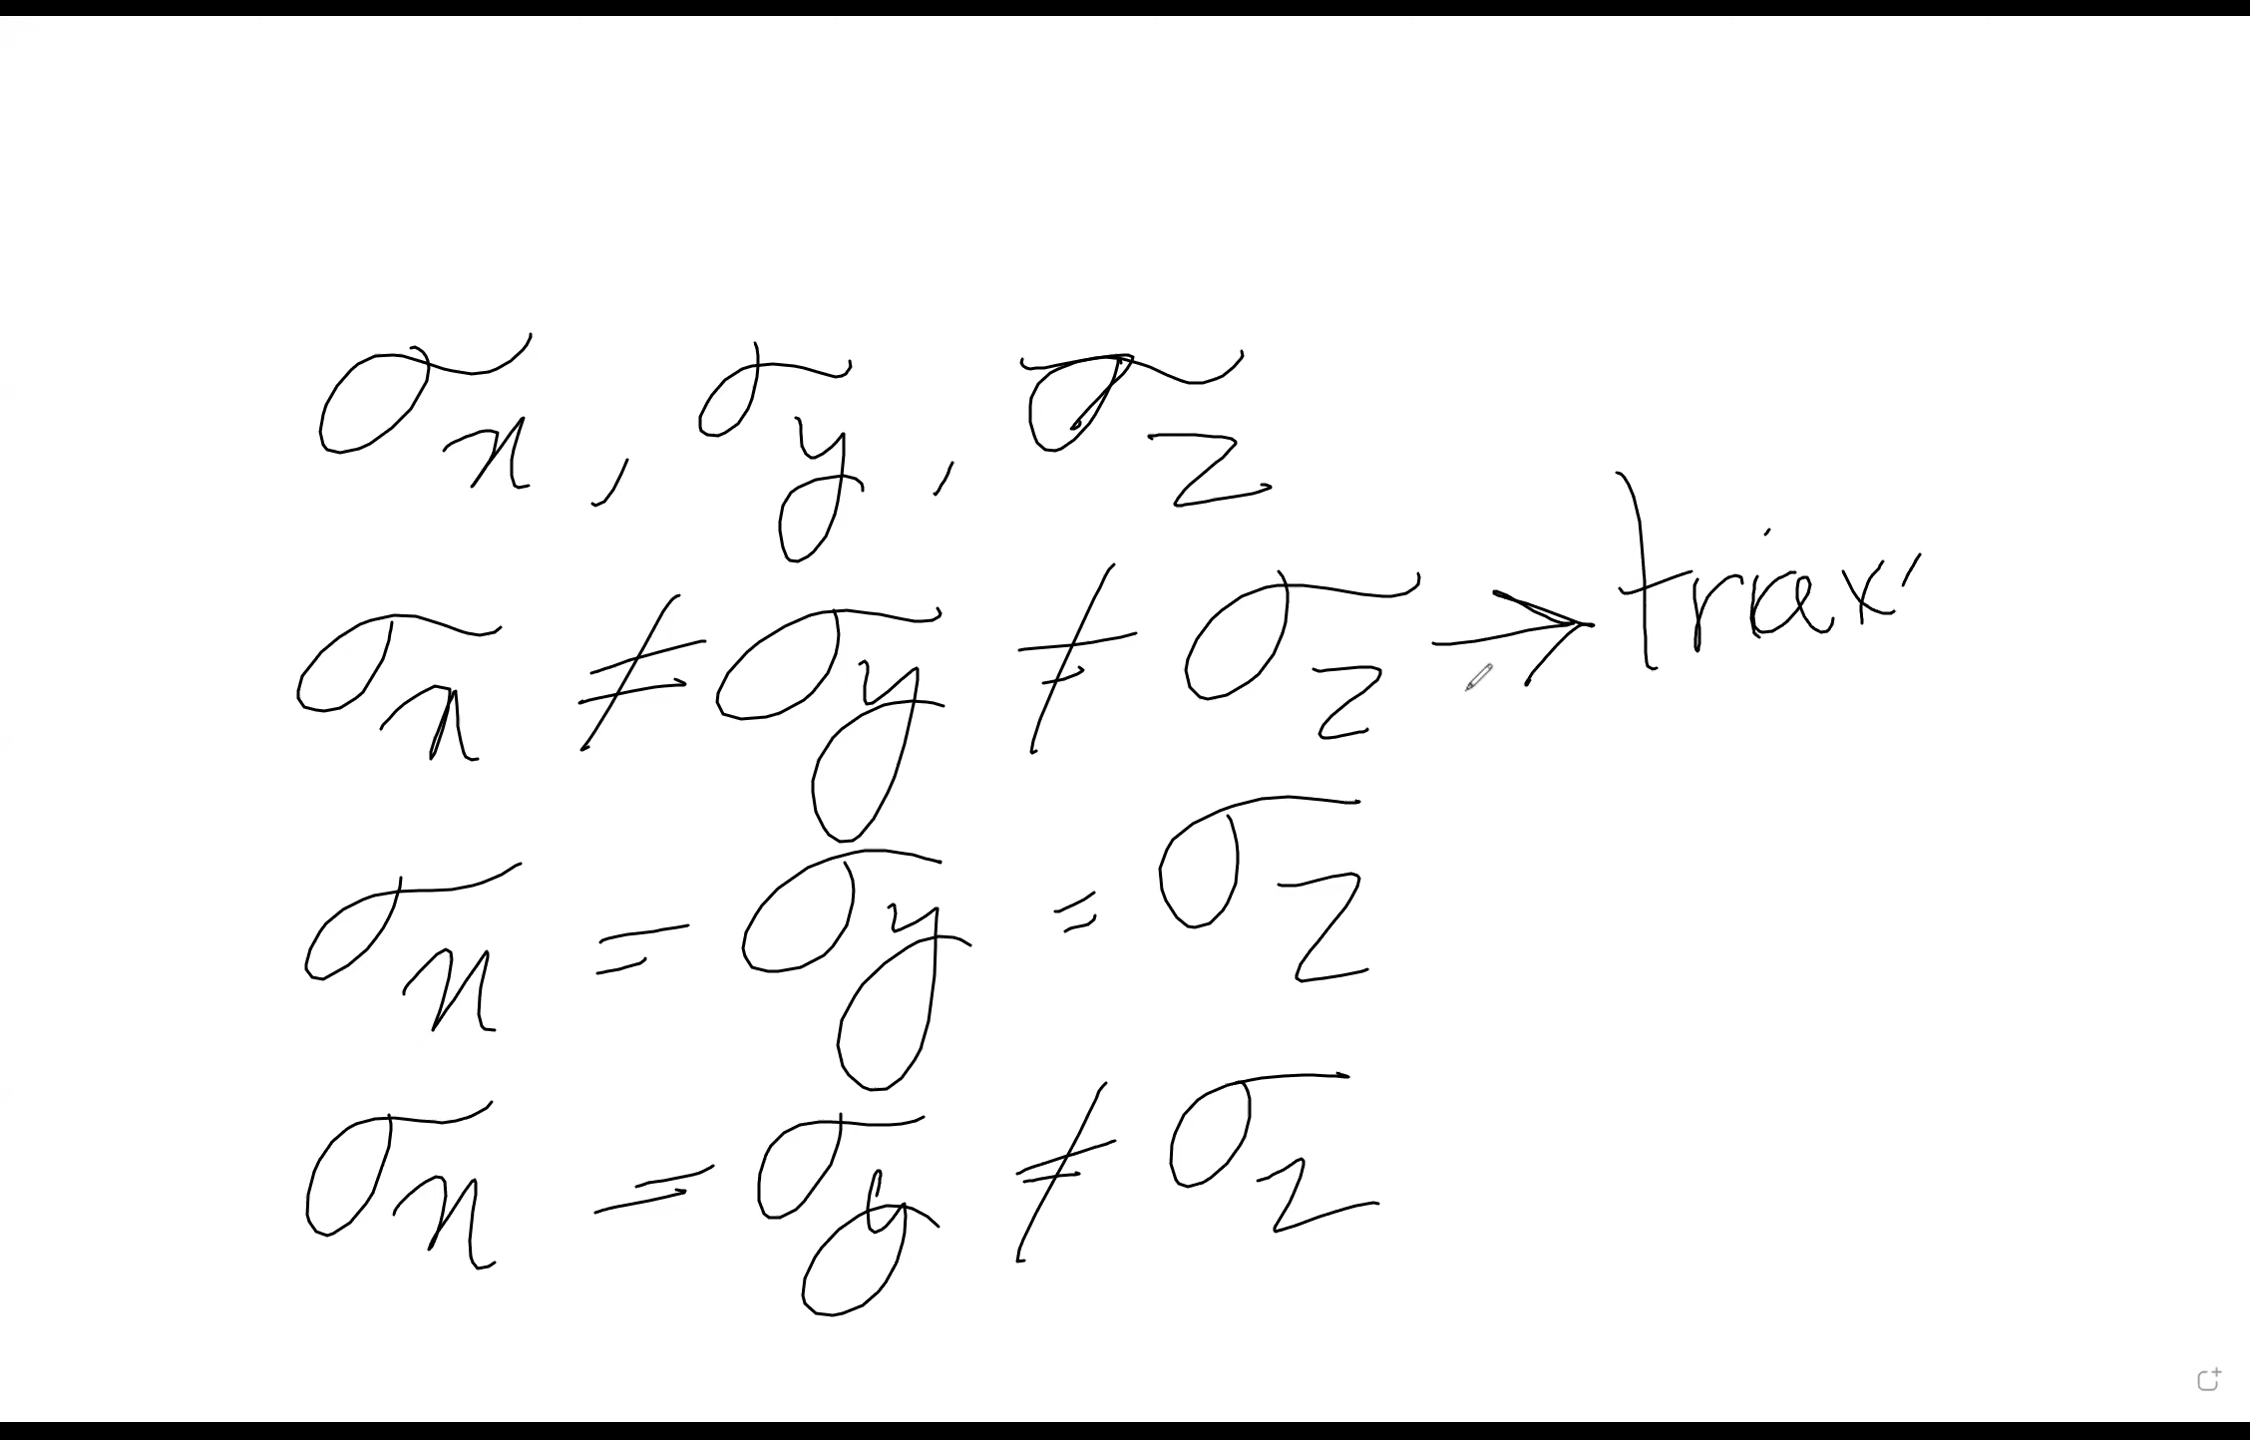 σx, σy, σz
σx ≠ σy ≠ σz → triax'
σx = σy = σz
σx = σy ≠ σz